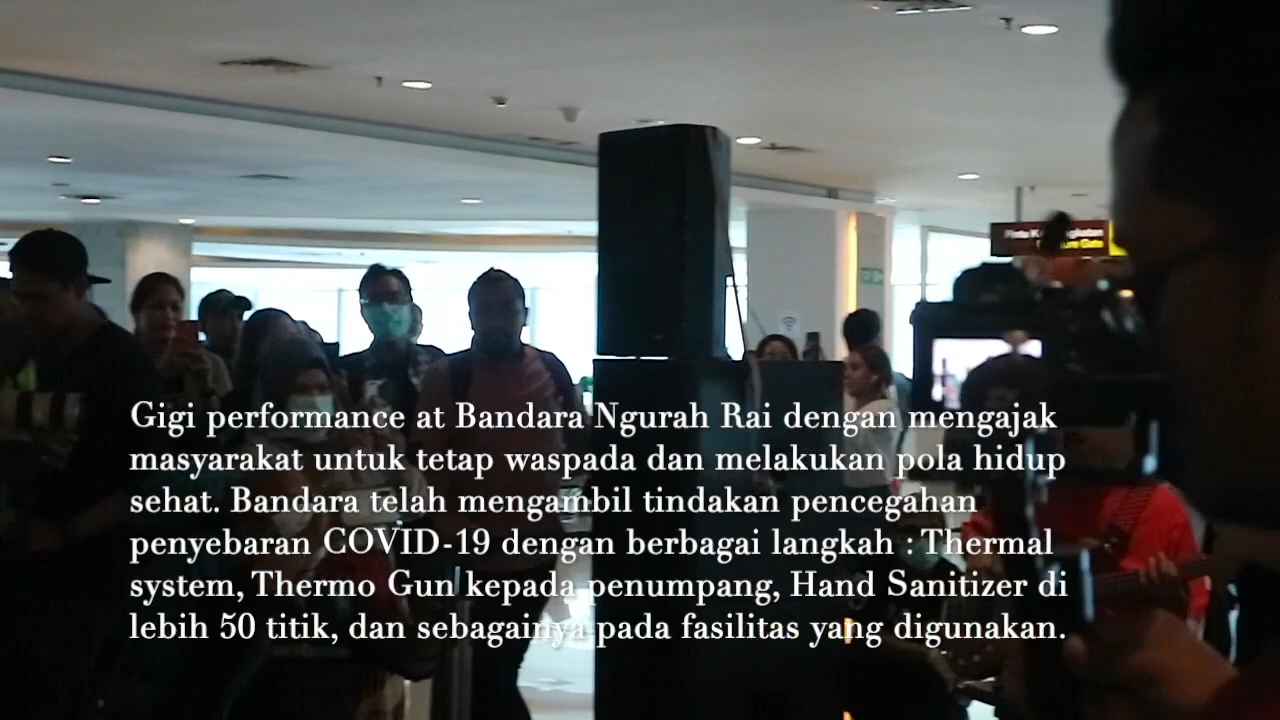 Gigi performance at Bandara Ngurah Rai dengan mengajak
masyarakat untuk tetap waspada dan melakukan pola hidup
sehat. Bandara telah mengambil tindakan pencegahan
penyebaran COVID-19 dengan berbagai langkah : Thermal
system, Thermo Gun kepada penumpang, Hand Sanitizer di
lebih 50 titik, dan sebagainya pada fasilitas yang digunakan.